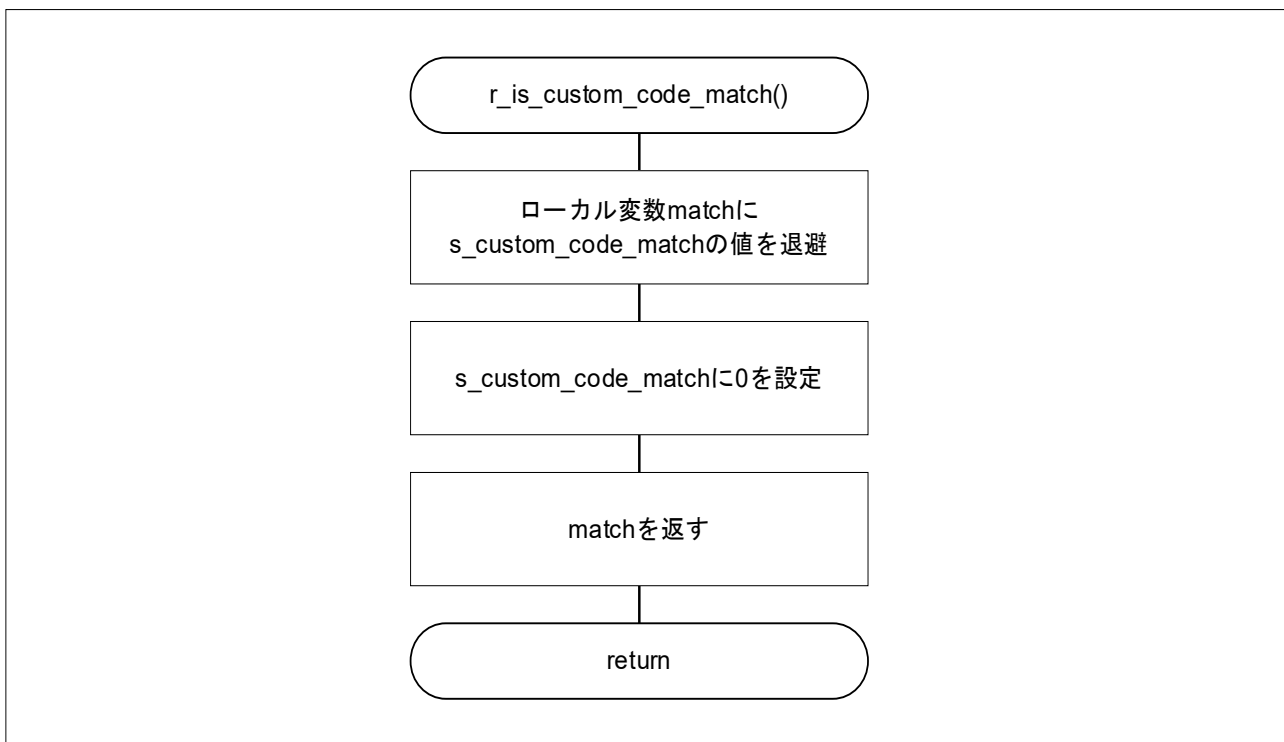 r_is_custom_code_match()
ローカル変数matchに
s_custom_code_matchの値を退避
s_custom_code_matchに0を設定
matchを返す
return